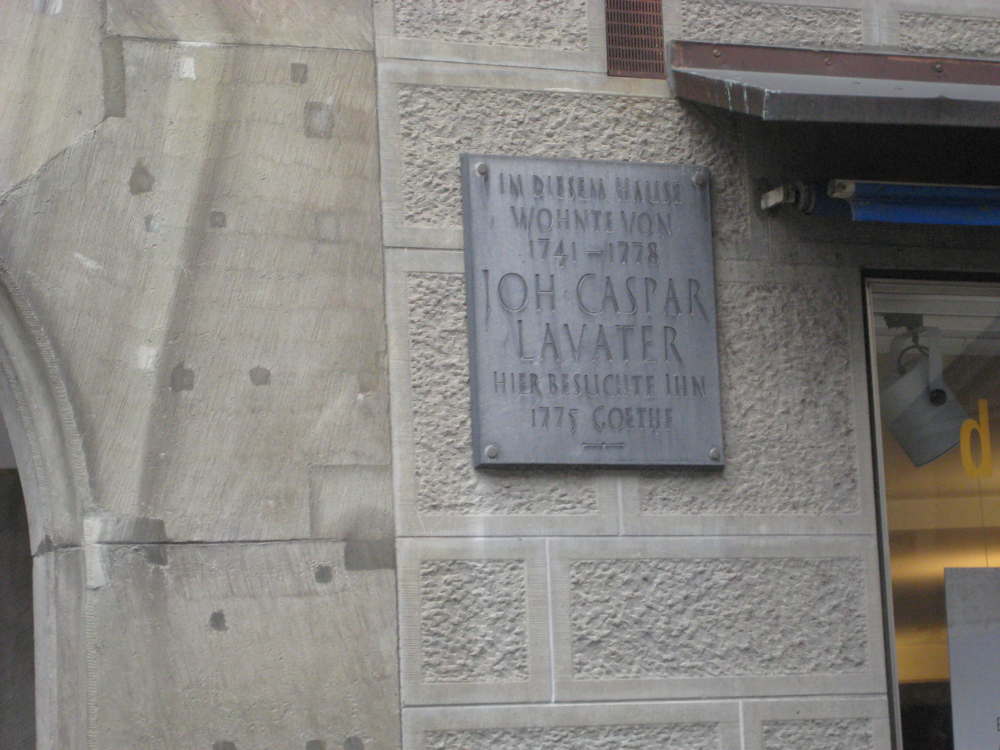 IN DIESEM HAUSE
WOHNTE VON
1741–1778
JOH CASPAR
LAVATER
HIER BESUCHTE IHN
1775 GOETHE
d